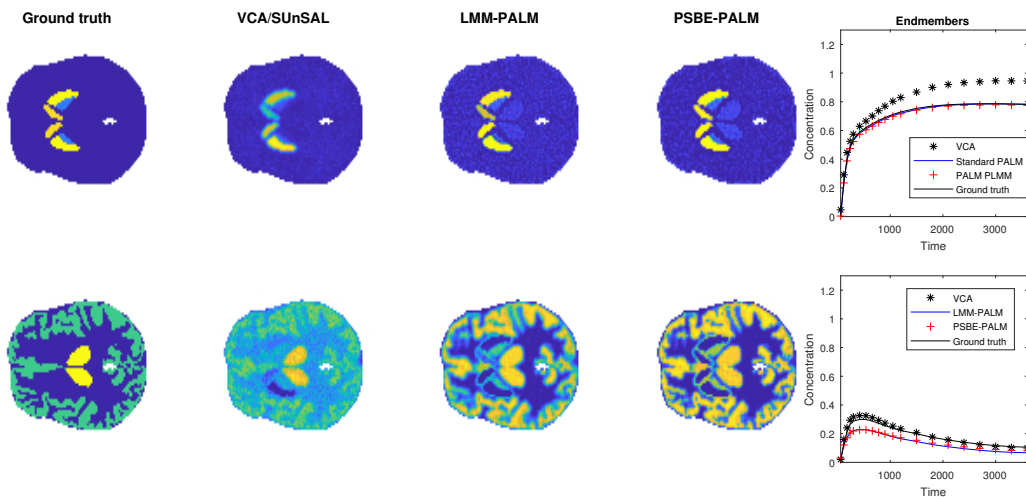 Ground truth
VCA/SUnSAL
LMM-PALM
PSBE-PALM
Endmembers
1.2
1
0.8
0.6
0.4
0.2
0
Concentration
VCA
Standard PALM
PALM PLMM
Ground truth
1000
2000
3000
Time
1.2
1
0.8
0.6
0.4
0.2
0
Concentration
VCA
LMM-PALM
PSBE-PALM
Ground truth
1000
2000
3000
Time